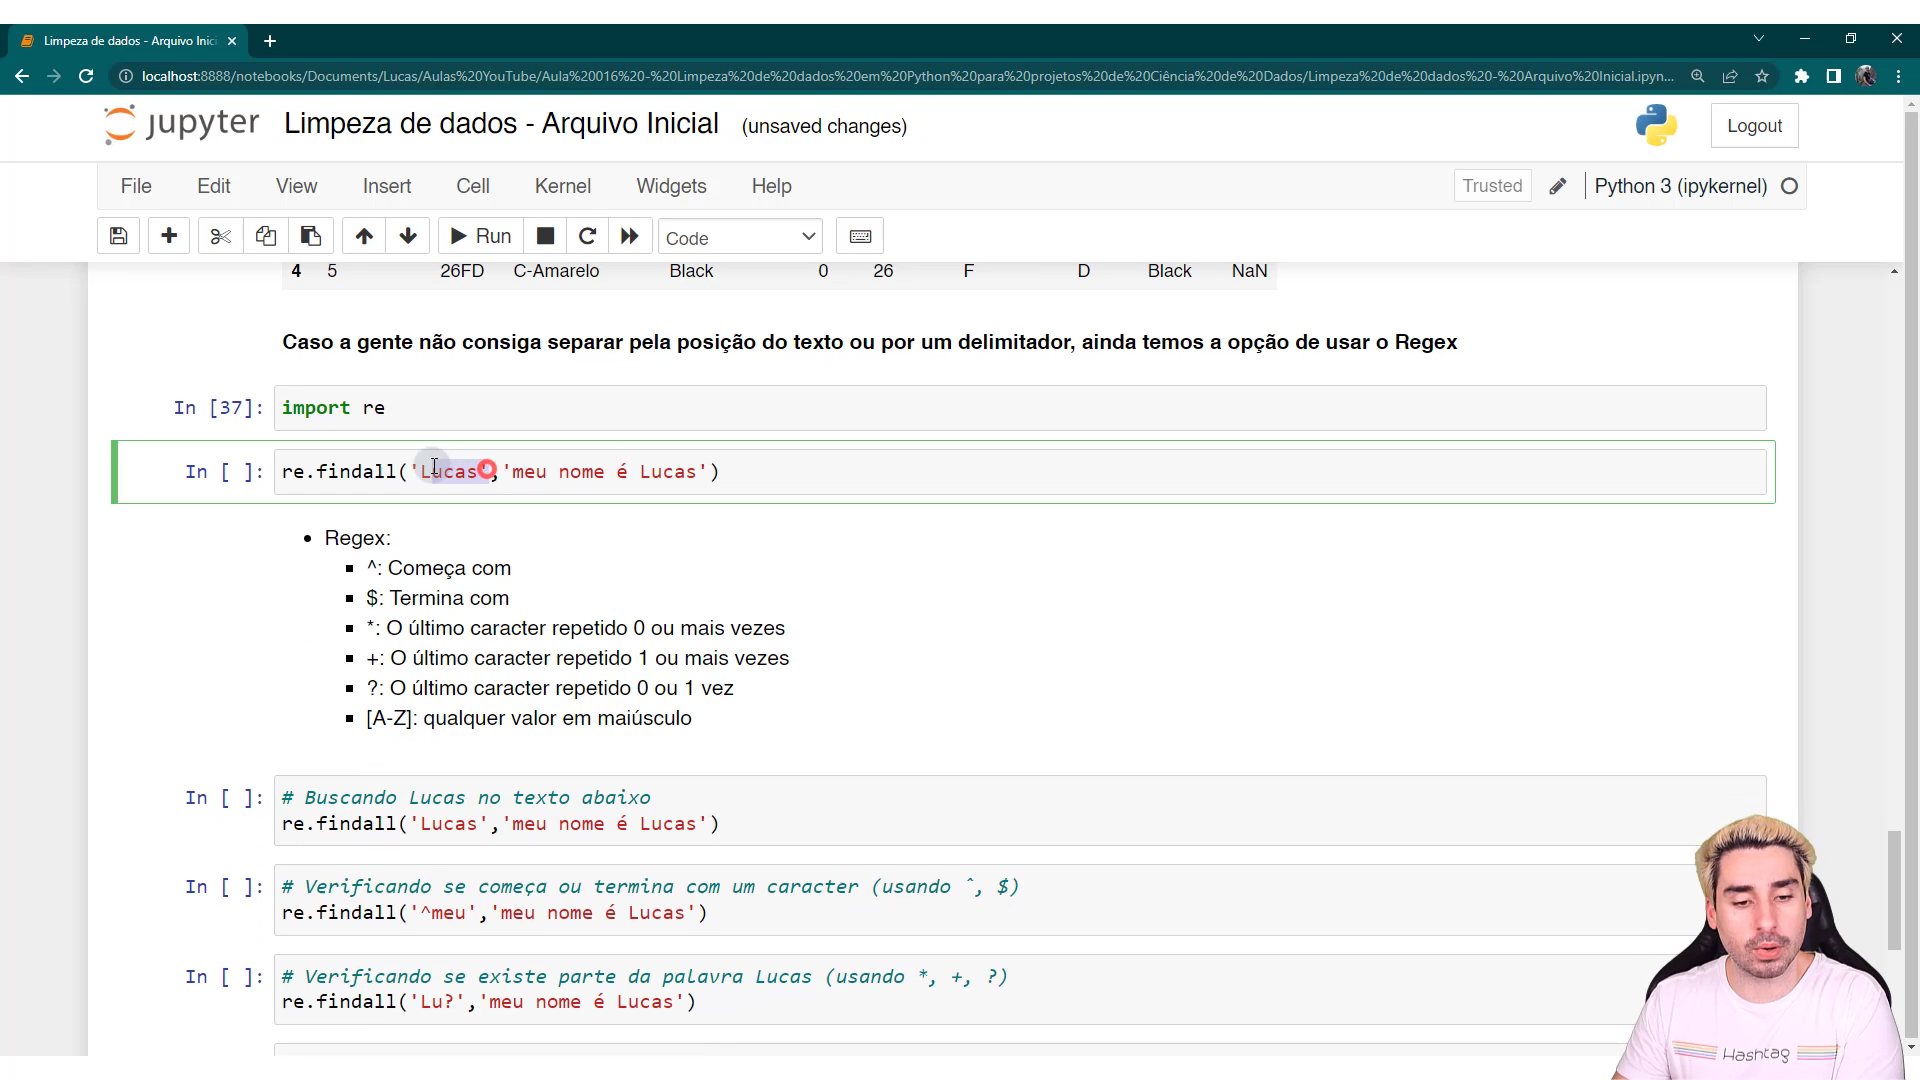 Limpeza de dados - Arquivo Inici
localhost:8888/notebooks/Documents/Lucas/Aulas%20YouTube/Aula%20016%20-%20Limpeza%20de%20dados%20em%20Python%20para%20projetos%20de%20Ciência%20de%20Dados/Limpeza%20de%20dados%20-%20Arquivo%20Inicial.ipyn...
jupyter Limpeza de dados - Arquivo Inicial (unsaved changes) Logout
File Edit View Insert Cell Kernel Widgets Help Trusted Python 3 (ipykernel)
Run Code
4 5 26FD C-Amarelo Black 0 26 F D Black NaN
Caso a gente não consiga separar pela posição do texto ou por um delimitador, ainda temos a opção de usar o Regex
In [37]: import re
In [ ]: re.findall('Lucas','meu nome é Lucas')
• Regex:
▪ ^: Começa com
▪ $: Termina com
▪ *: O último caracter repetido 0 ou mais vezes
▪ +: O último caracter repetido 1 ou mais vezes
▪ ?: O último caracter repetido 0 ou 1 vez
▪ [A-Z]: qualquer valor em maiúsculo
In [ ]: # Buscando Lucas no texto abaixo
re.findall('Lucas','meu nome é Lucas')
In [ ]: # Verificando se começa ou termina com um caracter (usando ^, $)
re.findall('^meu','meu nome é Lucas')
In [ ]: # Verificando se existe parte da palavra Lucas (usando *, +, ?)
re.findall('Lu?','meu nome é Lucas')
Hashtag